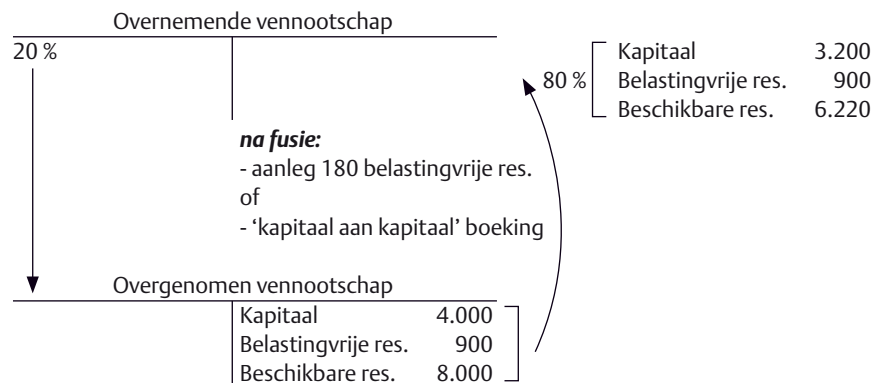 Overnemende vennootschap
20 %
80 %
Kapitaal 3.200
Belastingvrije res. 900
Beschikbare res. 6.220
na fusie:
- aanleg 180 belastingvrije res.
of
- ‘kapitaal aan kapitaal’ boeking
Overgenomen vennootschap
Kapitaal 4.000
Belastingvrije res. 900
Beschikbare res. 8.000